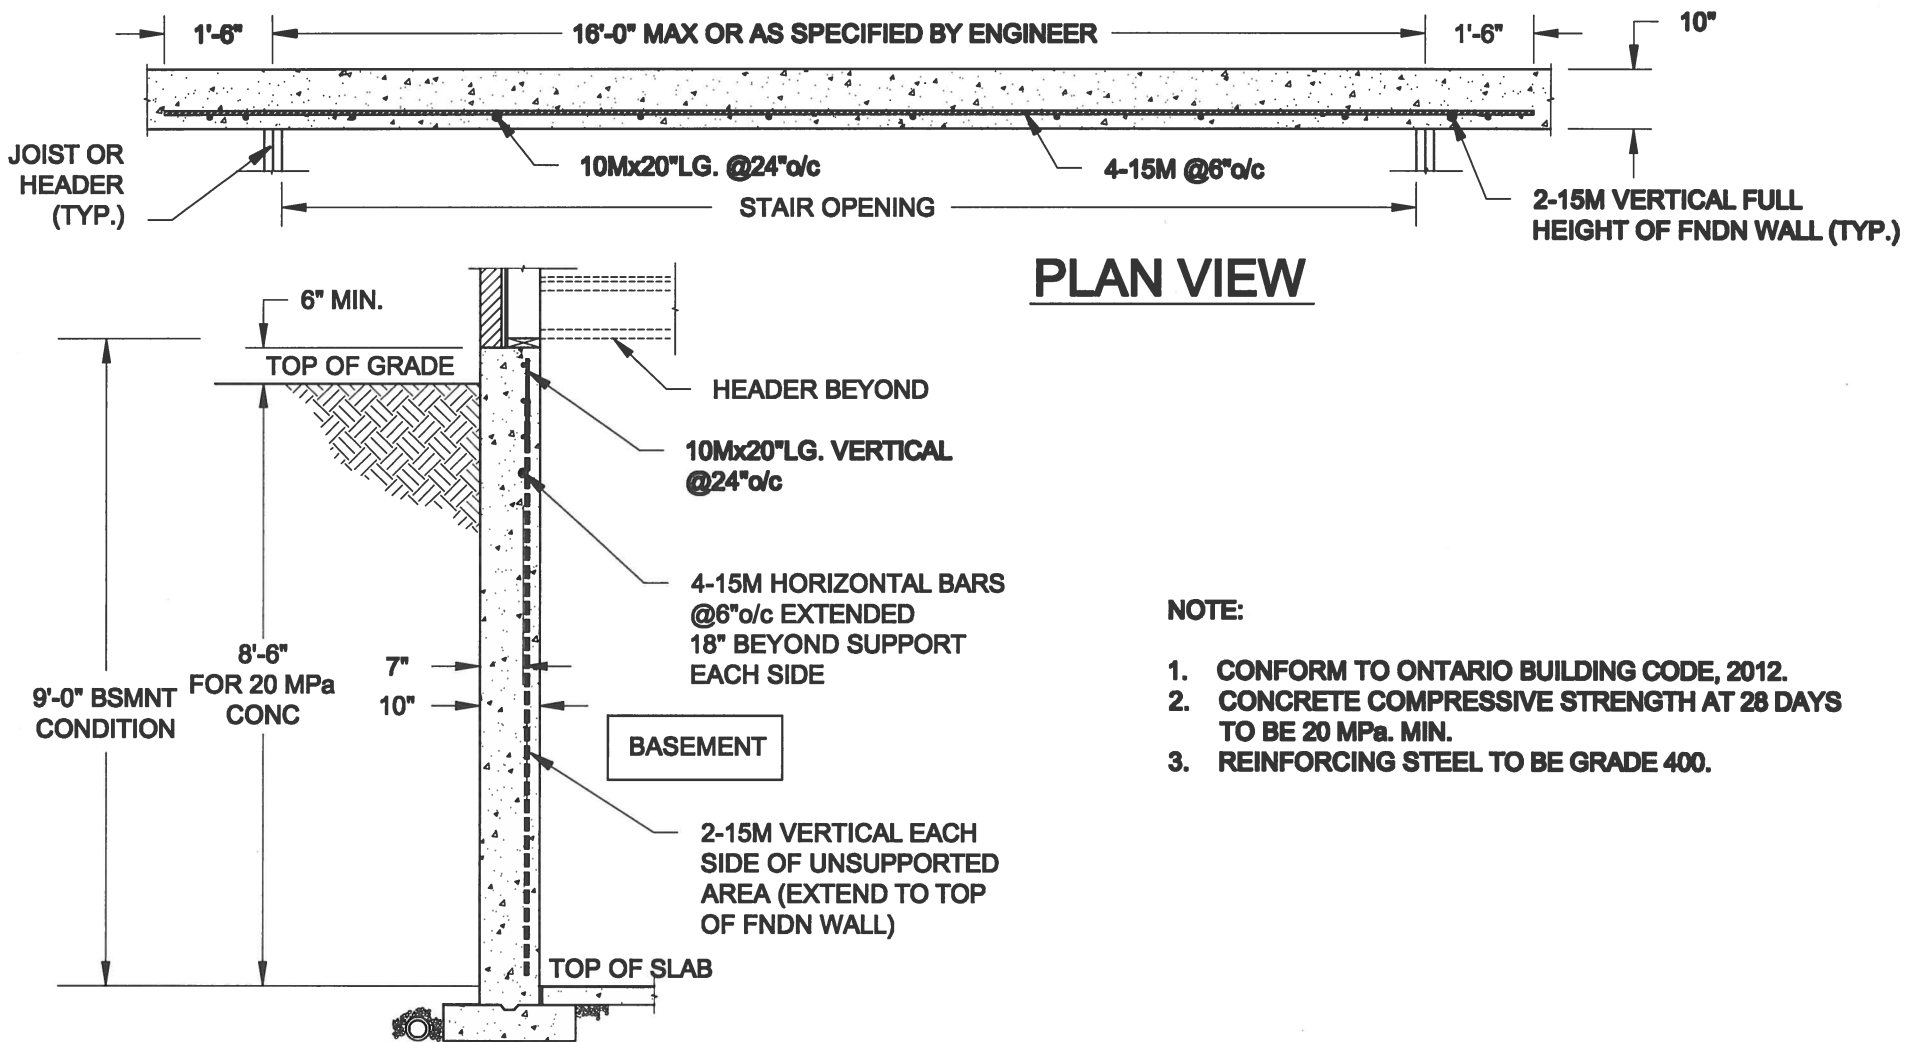 1'-6"
16'-0" MAX OR AS SPECIFIED BY ENGINEER
1'-6"
10"
JOIST OR
HEADER
(TYP.)
10Mx20"LG. @24"o/c
4-15M @6"o/c
STAIR OPENING
2-15M VERTICAL FULL
HEIGHT OF FNDN WALL (TYP.)
PLAN VIEW
6" MIN.
TOP OF GRADE
HEADER BEYOND
10Mx20"LG. VERTICAL
@24"o/c
4-15M HORIZONTAL BARS
@6"o/c EXTENDED
18" BEYOND SUPPORT
EACH SIDE
9'-0" BSMNT
CONDITION
8'-6"
FOR 20 MPa
CONC
7"
10"
BASEMENT
2-15M VERTICAL EACH
SIDE OF UNSUPPORTED
AREA (EXTEND TO TOP
OF FNDN WALL)
TOP OF SLAB
NOTE:
1. CONFORM TO ONTARIO BUILDING CODE, 2012.
2. CONCRETE COMPRESSIVE STRENGTH AT 28 DAYS
TO BE 20 MPa. MIN.
3. REINFORCING STEEL TO BE GRADE 400.